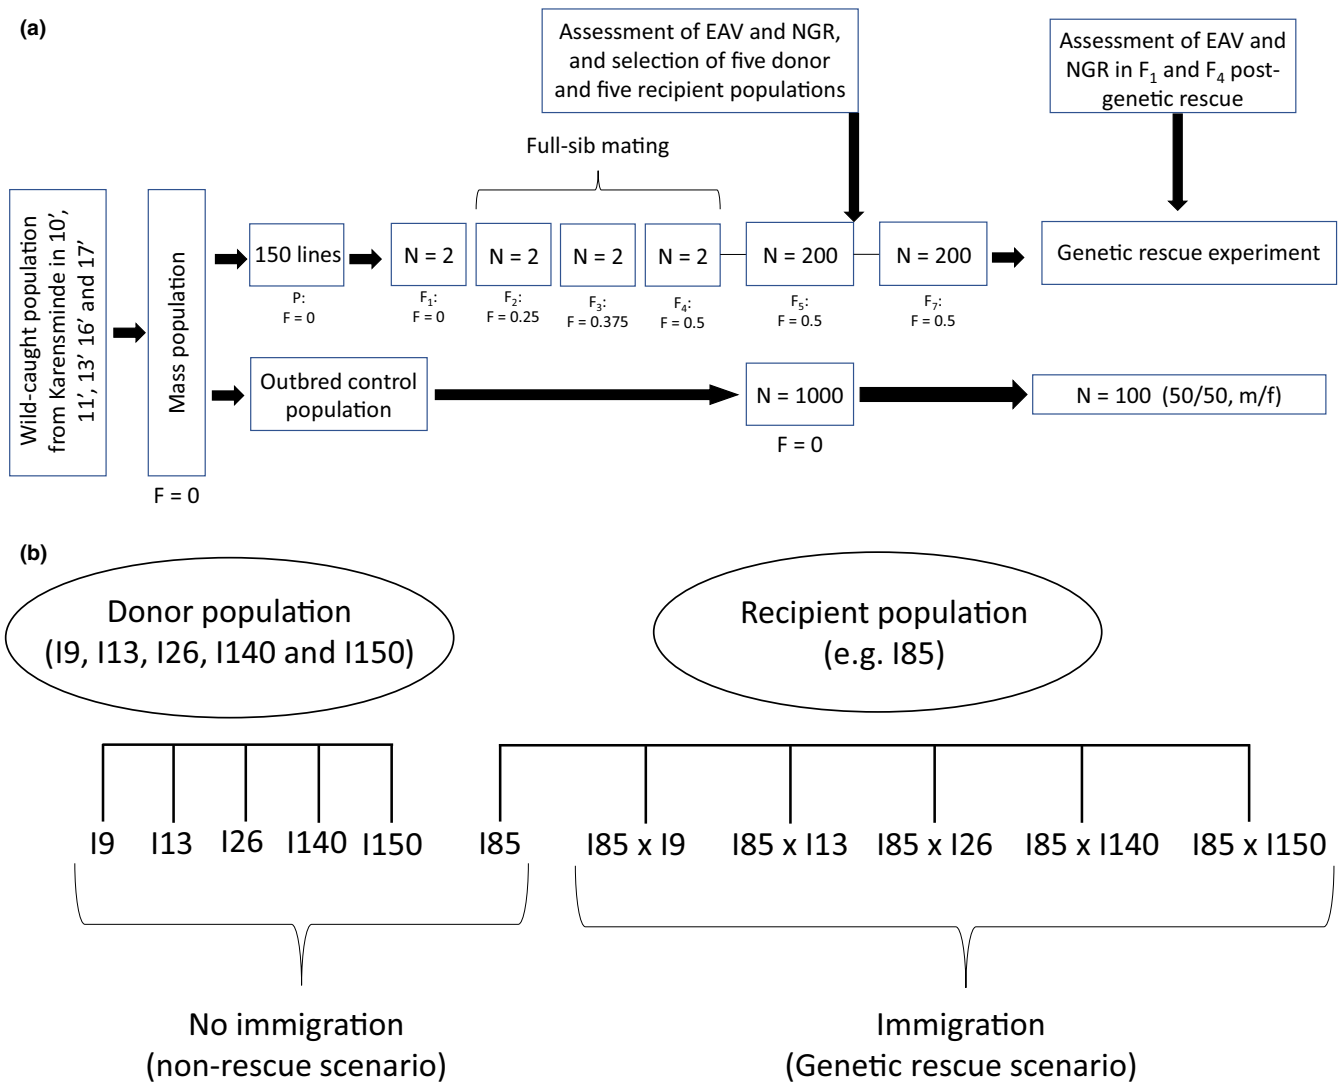 (a)
Assessment of EAV and NGR,
and selection of five donor
and five recipient populations
Assessment of EAV and
NGR in F₁ and F₄ post-
genetic rescue
Full-sib mating
Wild-caught population
from Karensminde in 10’,
11’, 13’ 16’ and 17’
Mass population
F = 0
150 lines
P:
F = 0
N = 2
F₁:
F = 0
N = 2
F₂:
F = 0.25
N = 2
F₃:
F = 0.375
N = 2
F₄:
F = 0.5
N = 200
F₅:
F = 0.5
N = 200
F₇:
F = 0.5
Genetic rescue experiment
Outbred control
population
N = 1000
F = 0
N = 100 (50/50, m/f)
(b)
Donor population
(I9, I13, I26, I140 and I150)
Recipient population
(e.g. I85)
I9 I13 I26 I140 I150 I85 I85 x I9 I85 x I13 I85 x I26 I85 x I140 I85 x I150
No immigration
(non-rescue scenario)
Immigration
(Genetic rescue scenario)